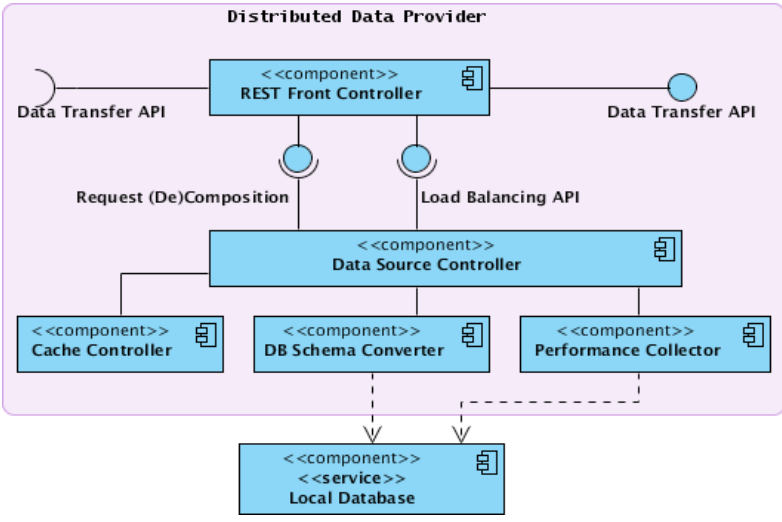 Distributed Data Provider
<<component>>
REST Front Controller
Data Transfer API
Data Transfer API
Request (De)Composition
Load Balancing API
<<component>>
Data Source Controller
<<component>>
Cache Controller
<<component>>
DB Schema Converter
<<component>>
Performance Collector
<<component>>
<<service>>
Local Database